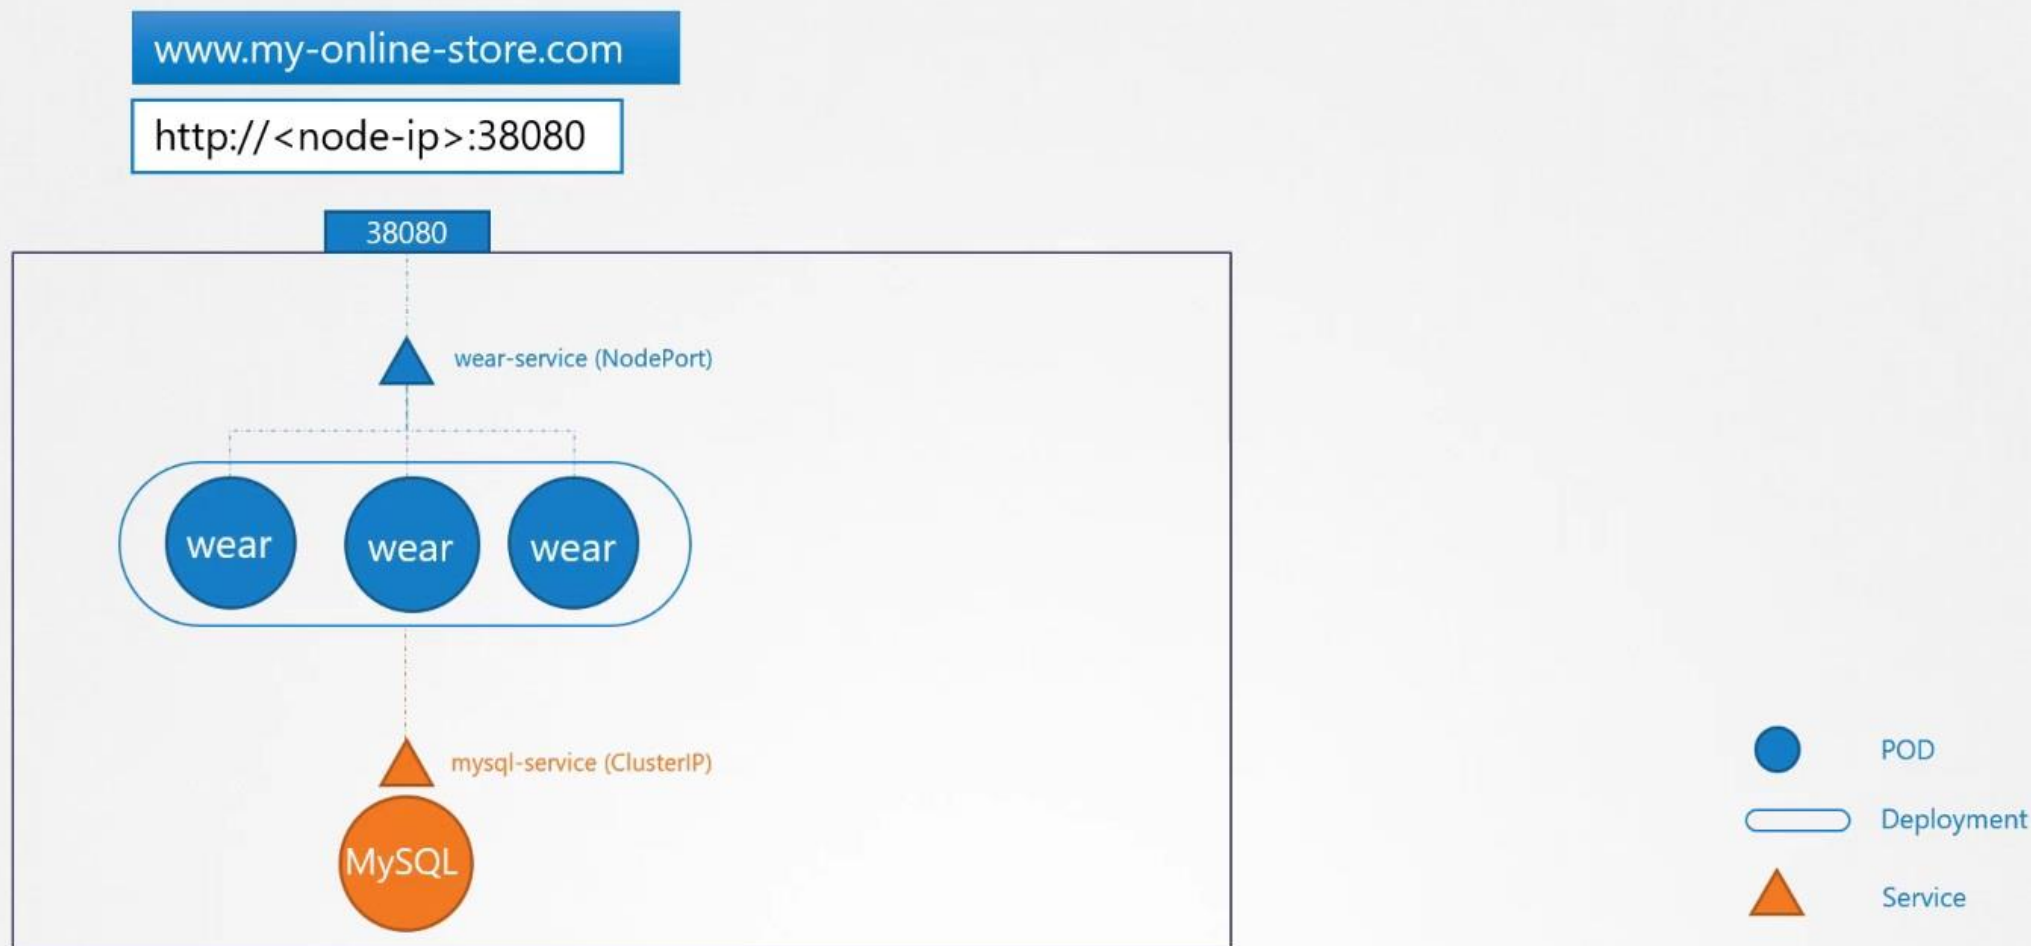 www.my-online-store.com
http://<node-ip>:38080
38080
wear-service (NodePort)
wear
wear
wear
mysql-service (ClusterIP)
MySQL
POD
Deployment
Service